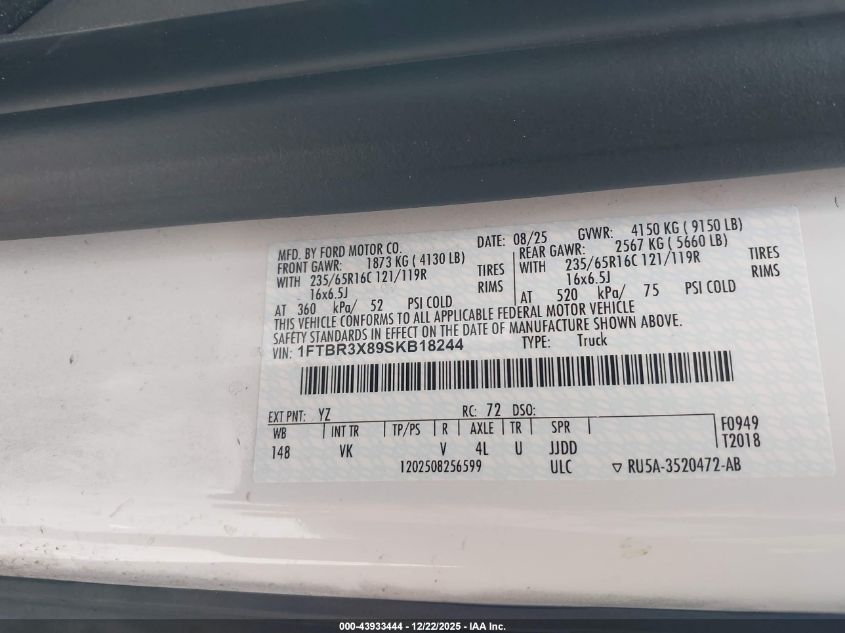 MFD. BY FORD MOTOR CO. DATE: 08/25 GVWR: 4150 KG ( 9150 LB)
FRONT GAWR: 1873 KG ( 4130 LB) REAR GAWR: 2567 KG ( 5660 LB)
WITH 235/65R16C 121/119R TIRES WITH 235/65R16C 121/119R TIRES
16x6.5J RIMS 16x6.5J RIMS
AT 360 kPa/ 52 PSI COLD AT 520 kPa/ 75 PSI COLD
THIS VEHICLE CONFORMS TO ALL APPLICABLE FEDERAL MOTOR VEHICLE
SAFETY STANDARDS IN EFFECT ON THE DATE OF MANUFACTURE SHOWN ABOVE.
VIN: 1FTBR3X89SKB18244 TYPE: Truck
EXT PNT: YZ RC: 72 DSO:
WB INT TR TP/PS R AXLE TR SPR F0949
148 VK V 4L U JJDD T2018
1202508256599 ULC ▽ RU5A-3520472-AB
000-43933444 - 12/22/2025 - IAA Inc.